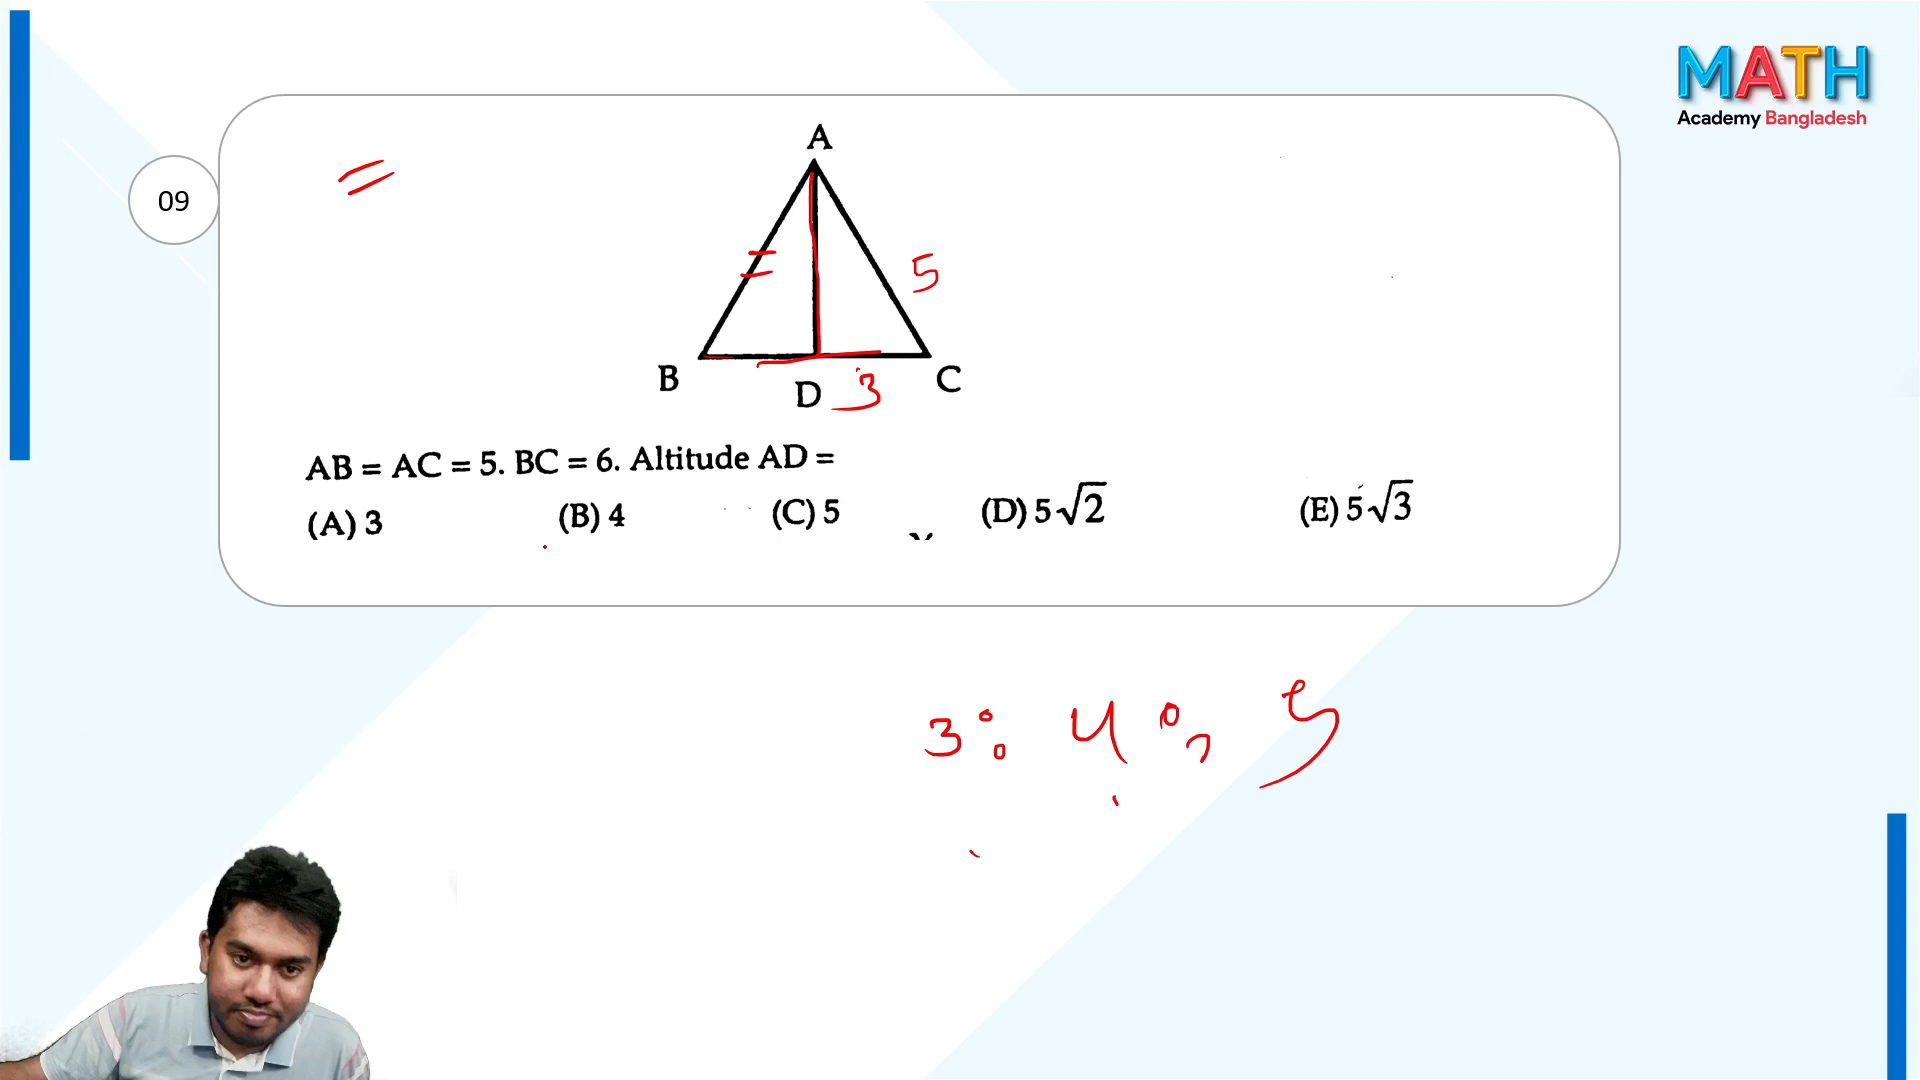 MATH
Academy Bangladesh
09
A
5
B
D
3
C
AB = AC = 5. BC = 6. Altitude AD =
(A) 3 (B) 4 (C) 5 (D) 5√2 (E) 5√3
3 : 4 : 5